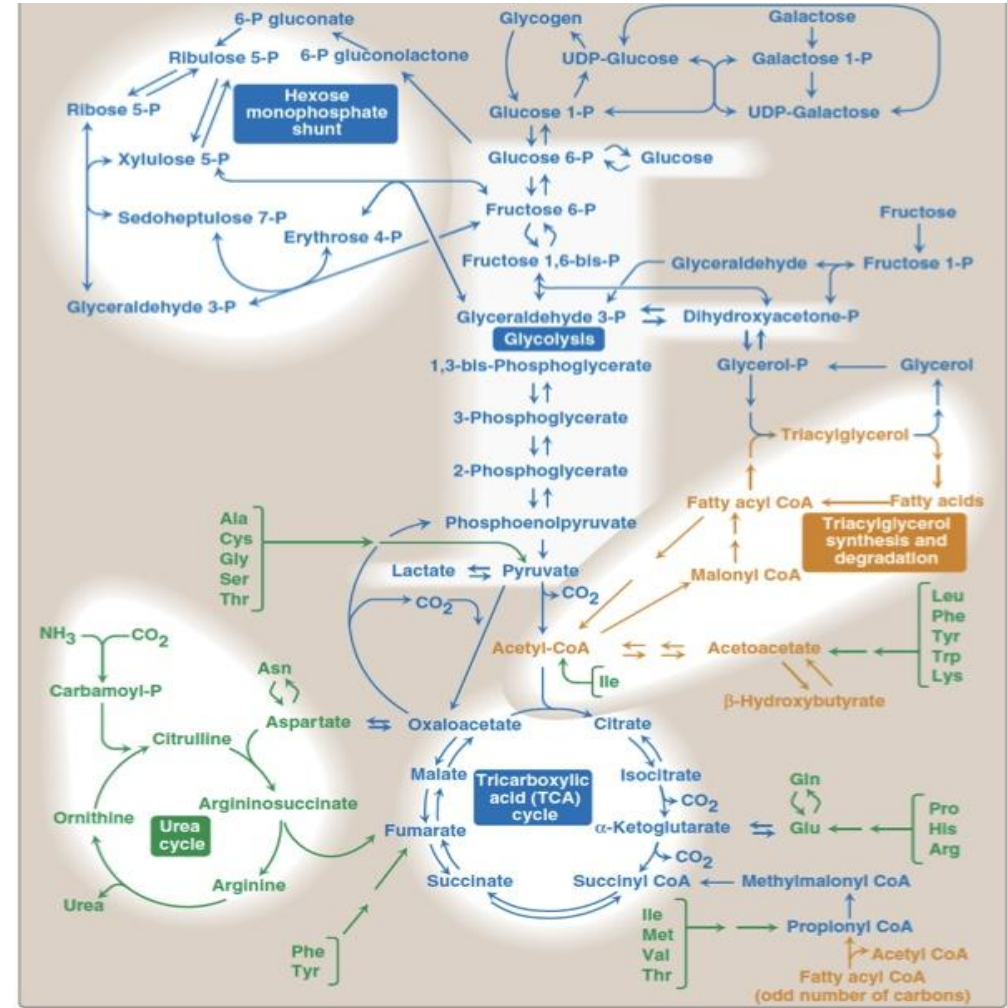 6-P gluconate
Ribulose 5-P
6-P gluconolactone
Ribose 5-P
Hexose
monophosphate
shunt
Xylulose 5-P
Sedoheptulose 7-P
Erythrose 4-P
Glyceraldehyde 3-P
Glycogen
UDP-Glucose
Glucose 1-P
Galactose
Galactose 1-P
UDP-Galactose
Glucose 6-P
Glucose
Fructose 6-P
Fructose 1,6-bis-P
Glyceraldehyde
Fructose
Fructose 1-P
Glyceraldehyde 3-P
Dihydroxyacetone-P
Glycolysis
1,3-bis-Phosphoglycerate
Glycerol-P
Glycerol
3-Phosphoglycerate
Triacylglycerol
2-Phosphoglycerate
Fatty acyl CoA
Fatty acids
Triacylglycerol
synthesis and
degradation
Malonyl CoA
Phosphoenolpyruvate
Ala
Cys
Gly
Ser
Thr
Lactate
Pyruvate
CO2
CO2
Acetyl-CoA
Acetoacetate
Leu
Phe
Tyr
Trp
Lys
Ile
β-Hydroxybutyrate
NH3
CO2
Carbamoyl-P
Asn
Aspartate
Citrulline
Ornithine
Argininosuccinate
Urea
cycle
Arginine
Urea
Oxaloacetate
Citrate
Malate
Tricarboxylic
acid (TCA)
cycle
Isocitrate
CO2
Fumarate
α-Ketoglutarate
CO2
Succinate
Succinyl CoA
Gln
Glu
Pro
His
Arg
Methylmalonyl CoA
Phe
Tyr
Ile
Met
Val
Thr
Propionyl CoA
Acetyl CoA
Fatty acyl CoA
(odd number of carbons)